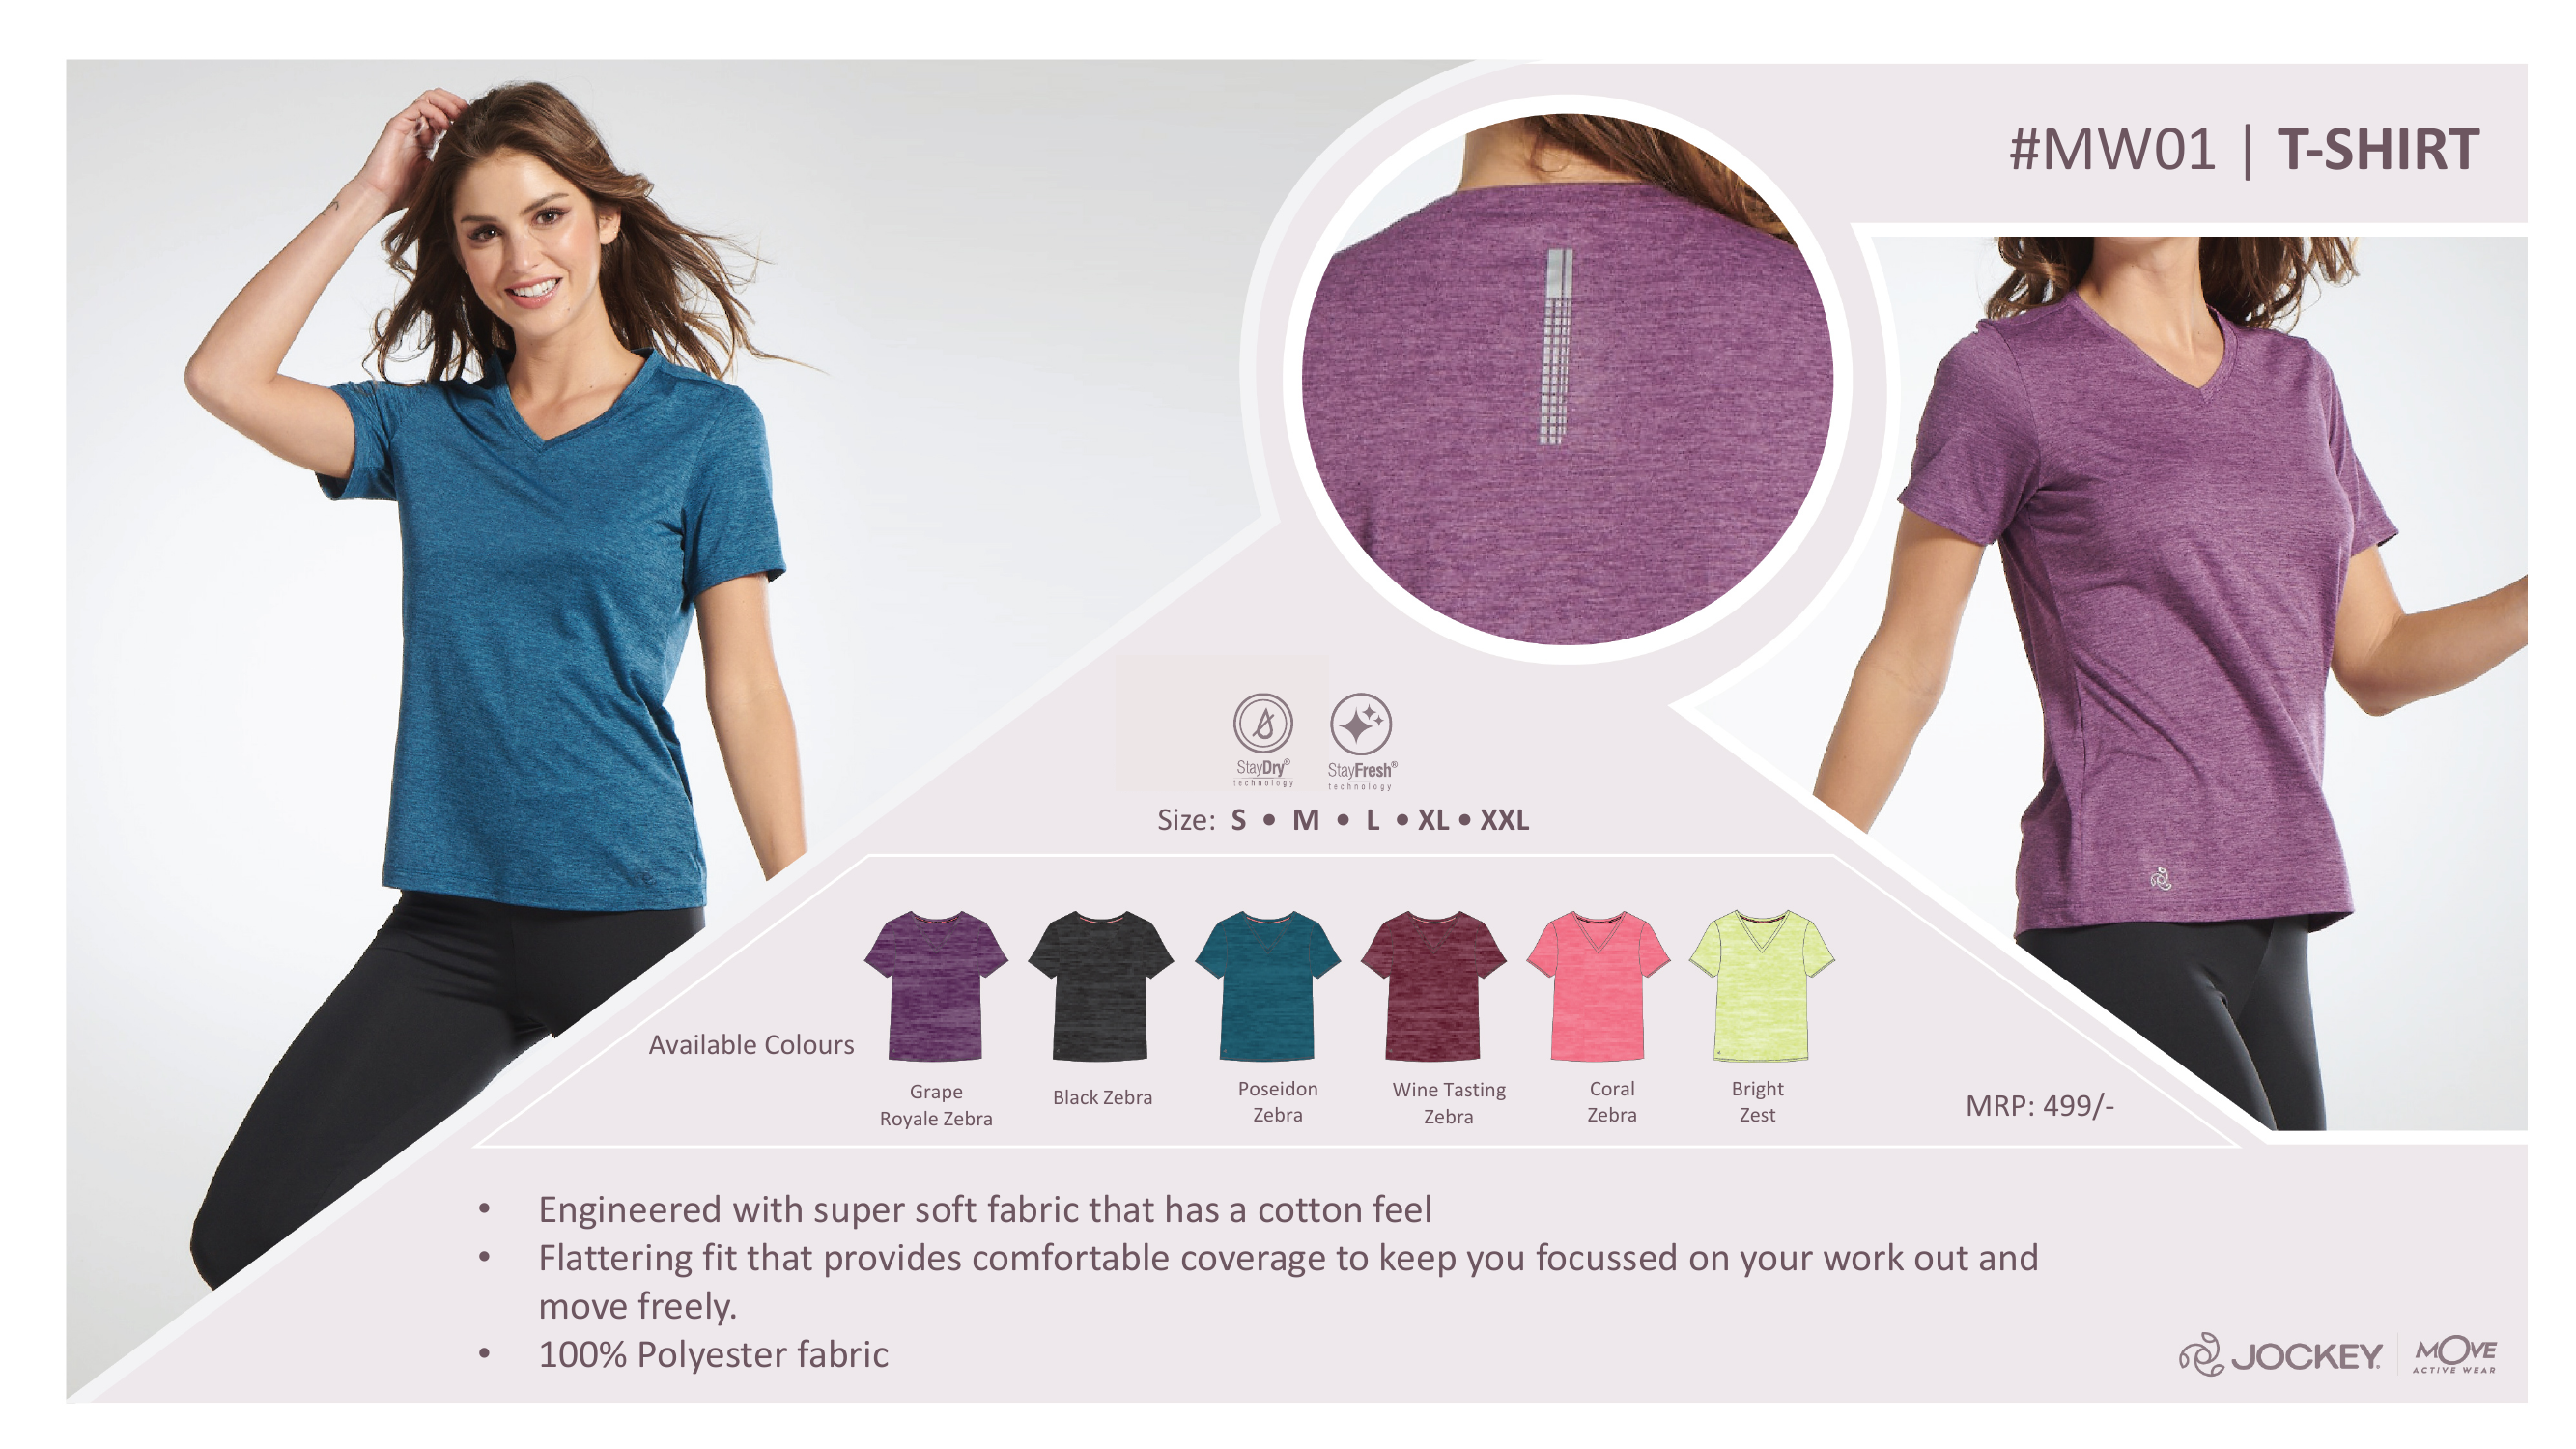 #MW01 | T-SHIRT
StayDry®
technology
StayFresh®
technology
Size: S • M • L • XL • XXL
Available Colours
Grape
Royale Zebra
Black Zebra
Poseidon
Zebra
Wine Tasting
Zebra
Coral
Zebra
Bright
Zest
MRP: 499/-
• Engineered with super soft fabric that has a cotton feel
• Flattering fit that provides comfortable coverage to keep you focussed on your work out and
move freely.
• 100% Polyester fabric
JOCKEY®
MOVE
ACTIVE WEAR